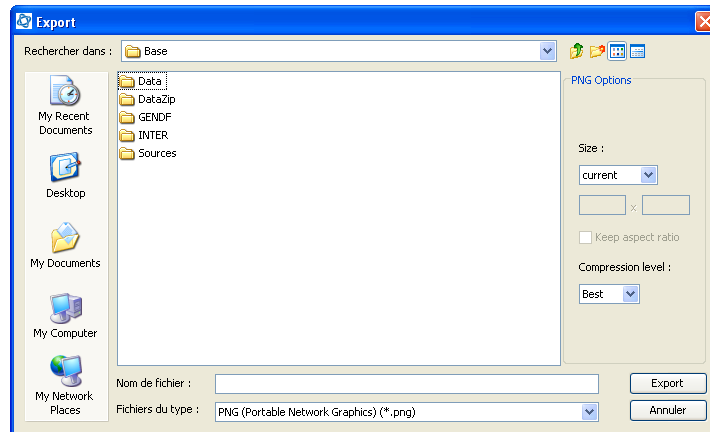 Export
Rechercher dans :
Base
My Recent
Documents
Desktop
My Documents
My Computer
My Network
Places
Data
DataZip
GENDF
INTER
Sources
PNG Options
Size :
current
x
Keep aspect ratio
Compression level :
Best
Nom de fichier :
Export
Fichiers du type :
PNG (Portable Network Graphics) (*.png)
Annuler